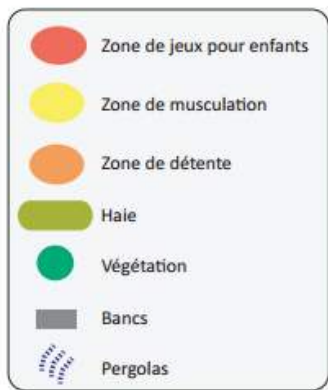 Zone de jeux pour enfants
Zone de musculation
Zone de détente
Haie
Végétation
Bancs
Pergolas